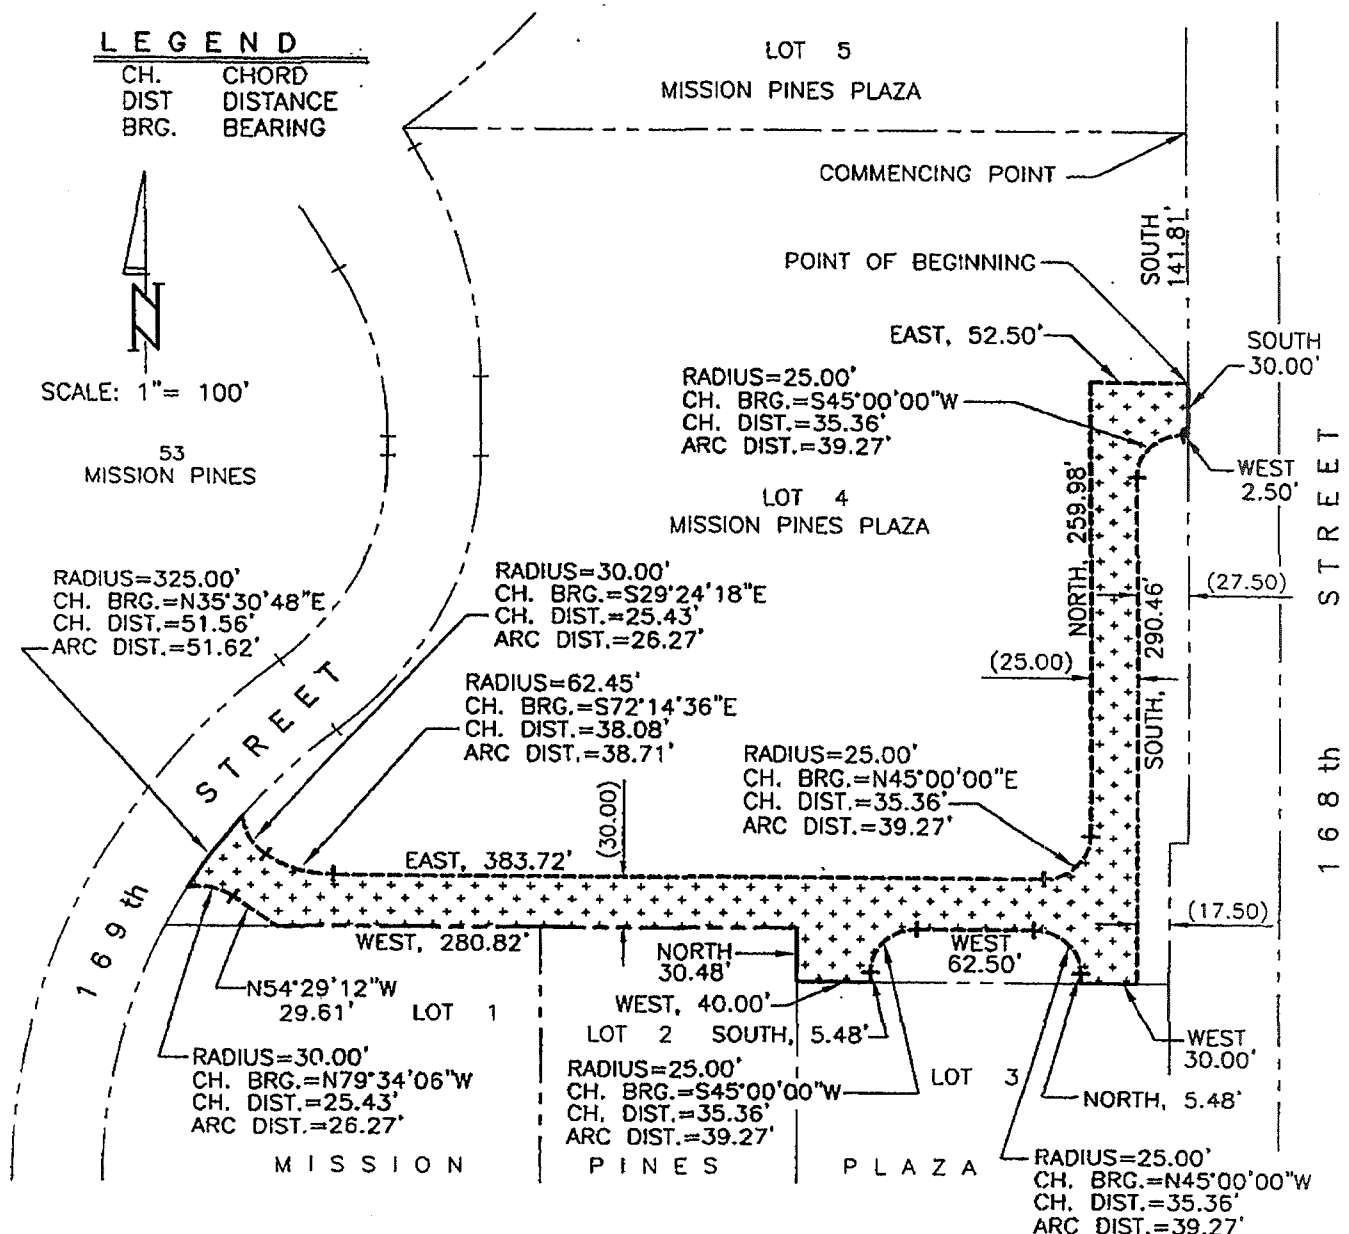 LEGEND
CH. CHORD
DIST DISTANCE
BRG. BEARING
LOT 5
MISSION PINES PLAZA
COMMENCING POINT
SOUTH
141.81'
POINT OF BEGINNING
N
SCALE: 1"= 100'
EAST, 52.50'
SOUTH
30.00'
RADIUS=25.00'
CH. BRG.=S45°00'00"W
CH. DIST.=35.36'
ARC DIST.=39.27'
53
MISSION PINES
WEST
2.50'
LOT 4
MISSION PINES PLAZA
NORTH, 259.98'
SOUTH, 290.46'
(27.50)
(25.00)
168th STREET
RADIUS=325.00'
CH. BRG.=N35°30'48"E
CH. DIST.=51.56'
ARC DIST.=51.62'
RADIUS=30.00'
CH. BRG.=S29°24'18"E
CH. DIST.=25.43'
ARC DIST.=26.27'
RADIUS=62.45'
CH. BRG.=S72°14'36"E
CH. DIST.=38.08'
ARC DIST.=38.71'
RADIUS=25.00'
CH. BRG.=N45°00'00"E
CH. DIST.=35.36'
ARC DIST.=39.27'
169th STREET
EAST, 383.72'
(30.00)
(17.50)
WEST, 280.82'
NORTH
30.48'
WEST
62.50'
N54°29'12"W
29.61'
LOT 1
WEST, 40.00'
LOT 2
SOUTH, 5.48'
WEST
30.00'
RADIUS=30.00'
CH. BRG.=N79°34'06"W
CH. DIST.=25.43'
ARC DIST.=26.27'
RADIUS=25.00'
CH. BRG.=S45°00'00"W
CH. DIST.=35.36'
ARC DIST.=39.27'
LOT 3
NORTH, 5.48'
MISSION PINES PLAZA
RADIUS=25.00'
CH. BRG.=N45°00'00"W
CH. DIST.=35.36'
ARC DIST.=39.27'